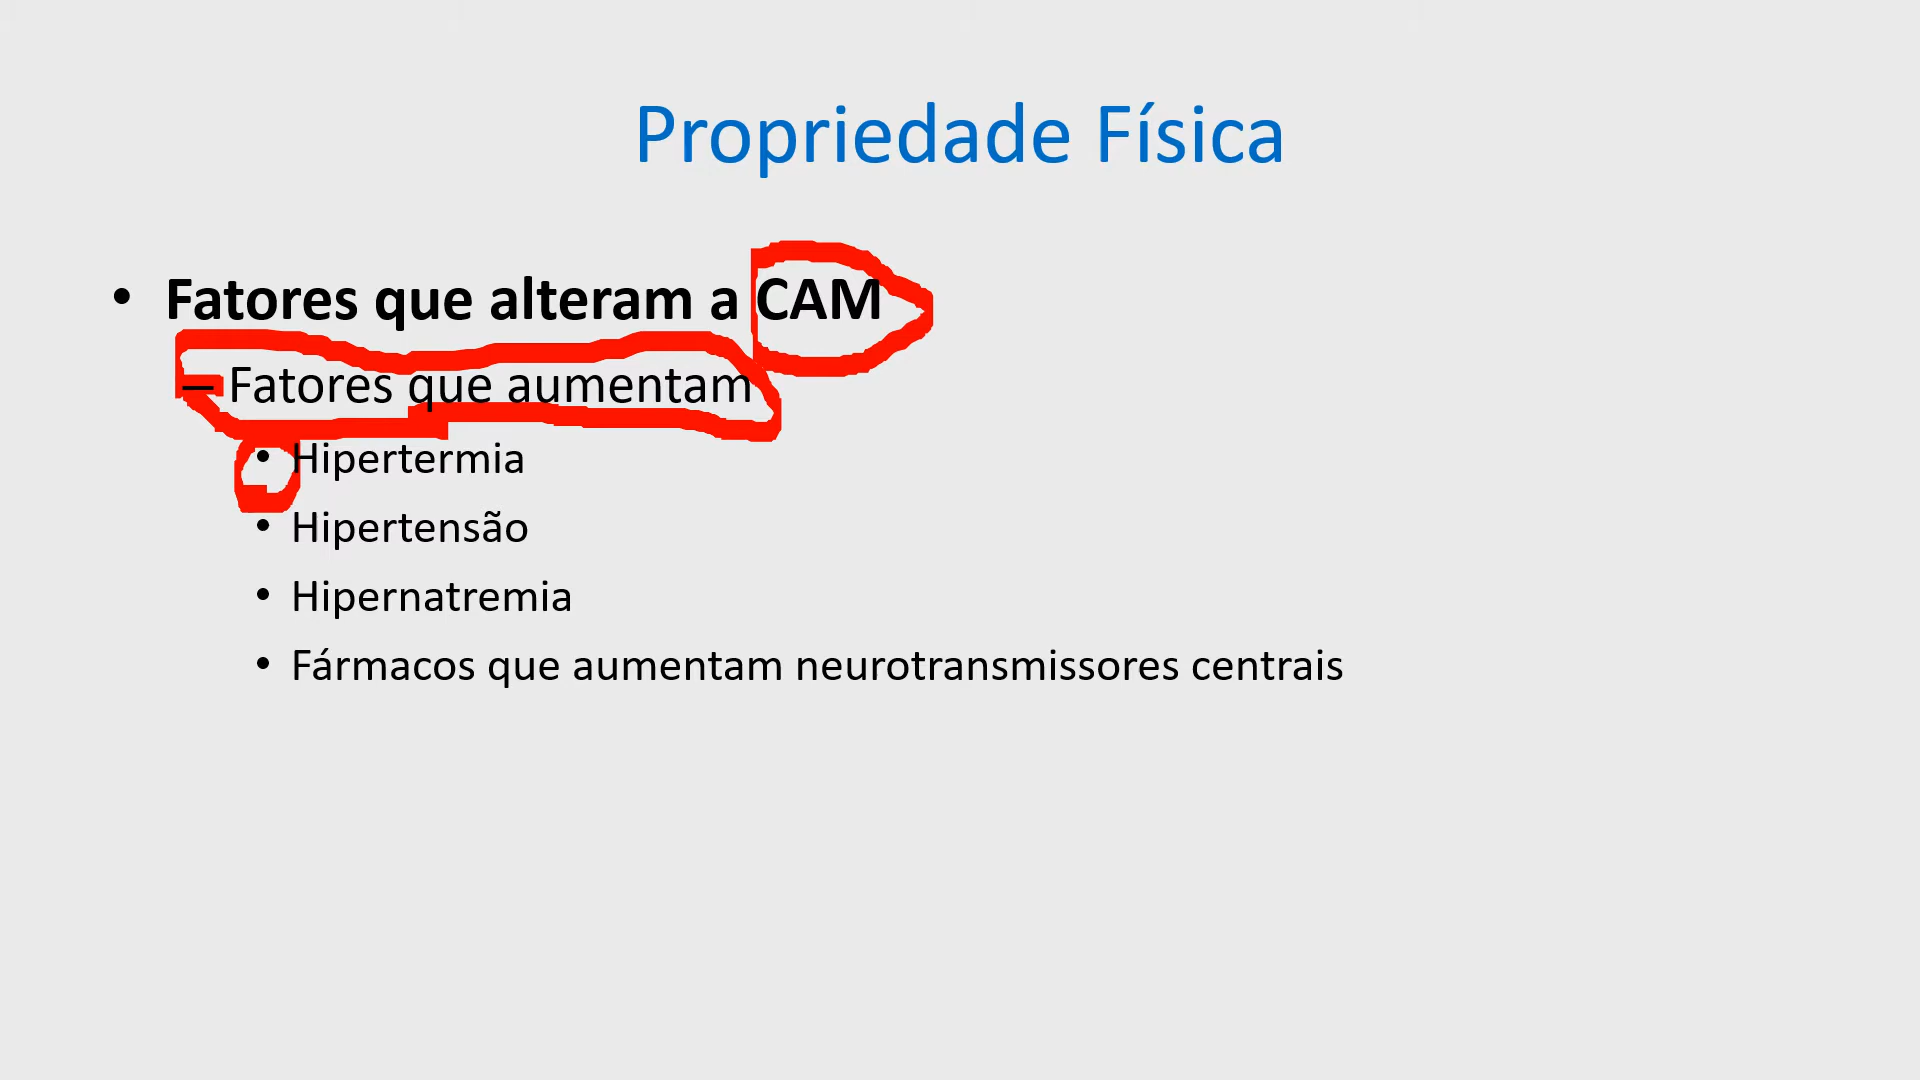 Propriedade Física
• Fatores que alteram a CAM
– Fatores que aumentam
• Hipertermia
• Hipertensão
• Hipernatremia
• Fármacos que aumentam neurotransmissores centrais